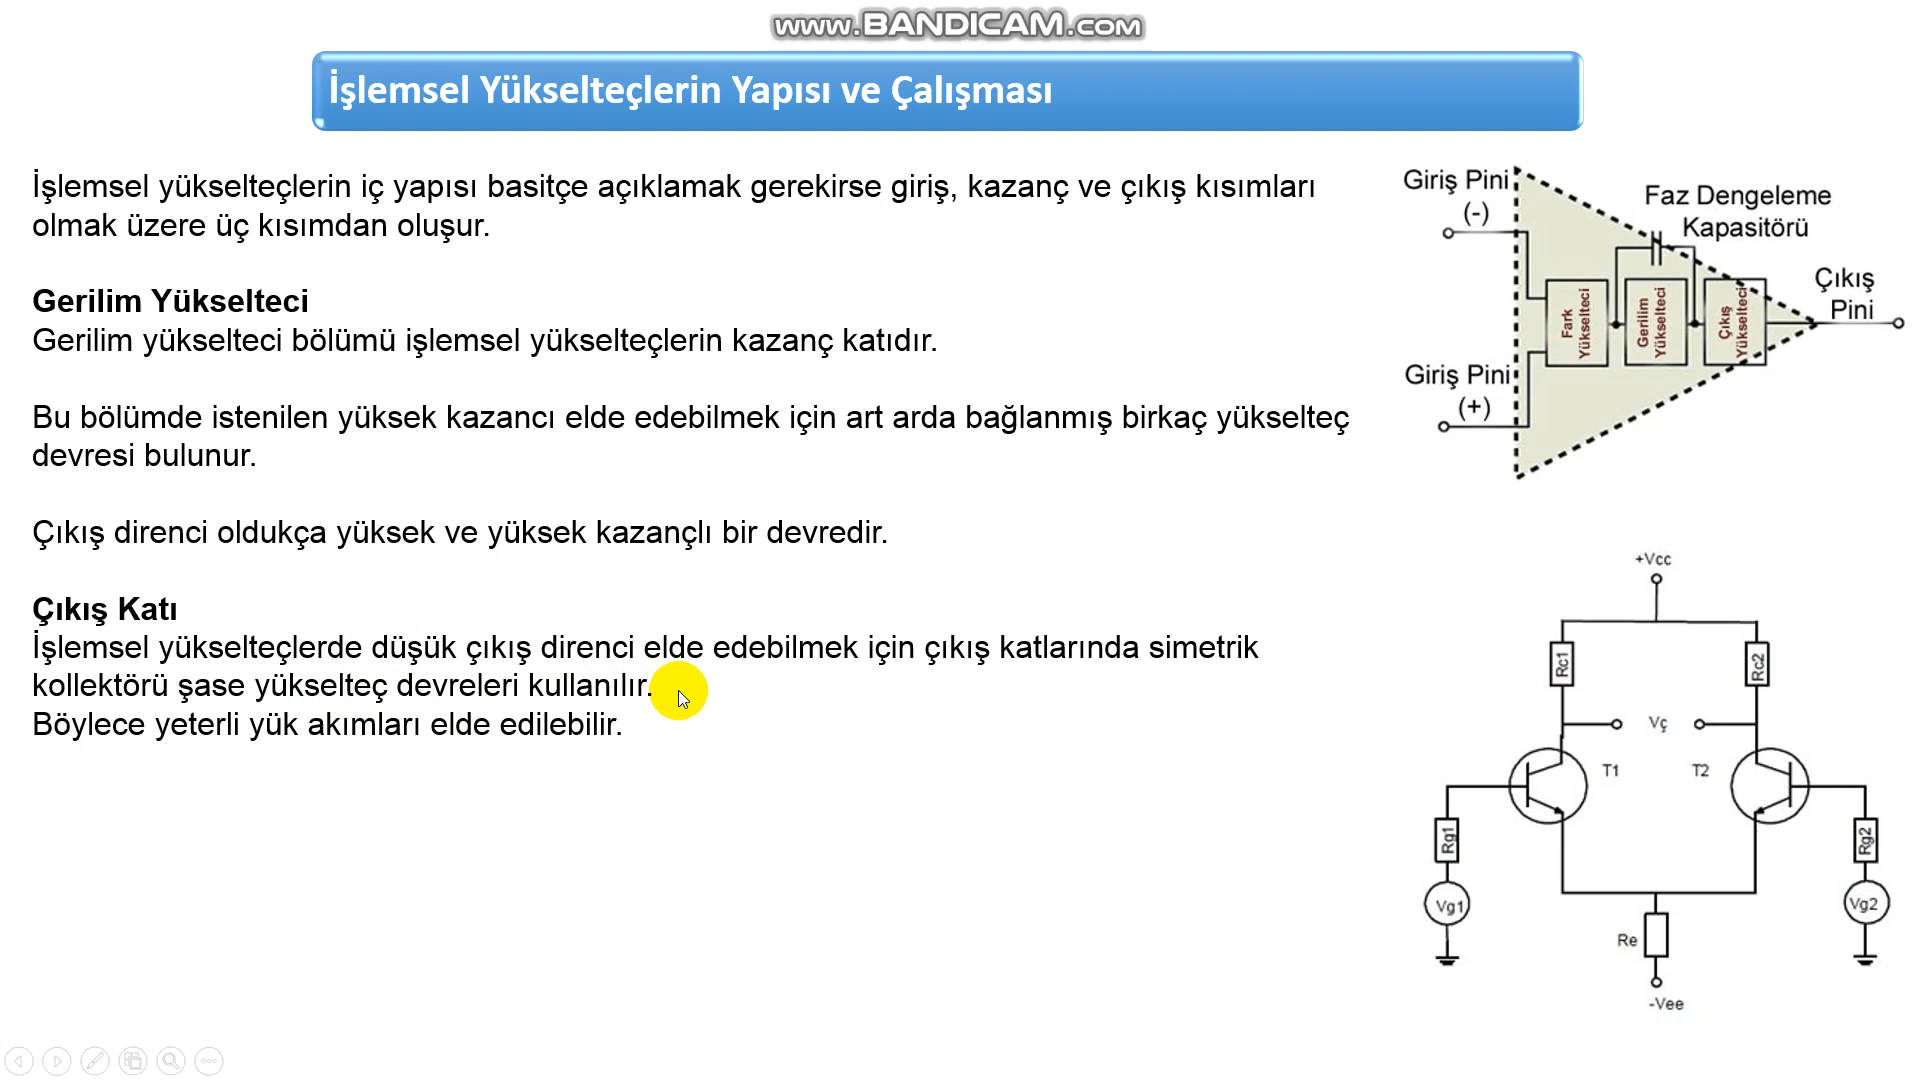 www.BANDICAM.com
İşlemsel Yükselteçlerin Yapısı ve Çalışması
İşlemsel yükselteçlerin iç yapısı basitçe açıklamak gerekirse giriş, kazanç ve çıkış kısımları
olmak üzere üç kısımdan oluşur.
Gerilim Yükselteci
Gerilim yükselteci bölümü işlemsel yükselteçlerin kazanç katıdır.
Bu bölümde istenilen yüksek kazancı elde edebilmek için art arda bağlanmış birkaç yükselteç
devresi bulunur.
Çıkış direnci oldukça yüksek ve yüksek kazançlı bir devredir.
Çıkış Katı
İşlemsel yükselteçlerde düşük çıkış direnci elde edebilmek için çıkış katlarında simetrik
kollektörü şase yükselteç devreleri kullanılır.
Böylece yeterli yük akımları elde edilebilir.
Giriş Pini
(-)
Faz Dengeleme
Kapasitörü
Çıkış
Pini
Fark
Yükselteci
Gerilim
Yükselteci
Çıkış
Yükselteci
Giriş Pini
(+)
+Vcc
Rc1
Rc2
Vç
T1
T2
Rg1
Rg2
Vg1
Vg2
Re
-Vee